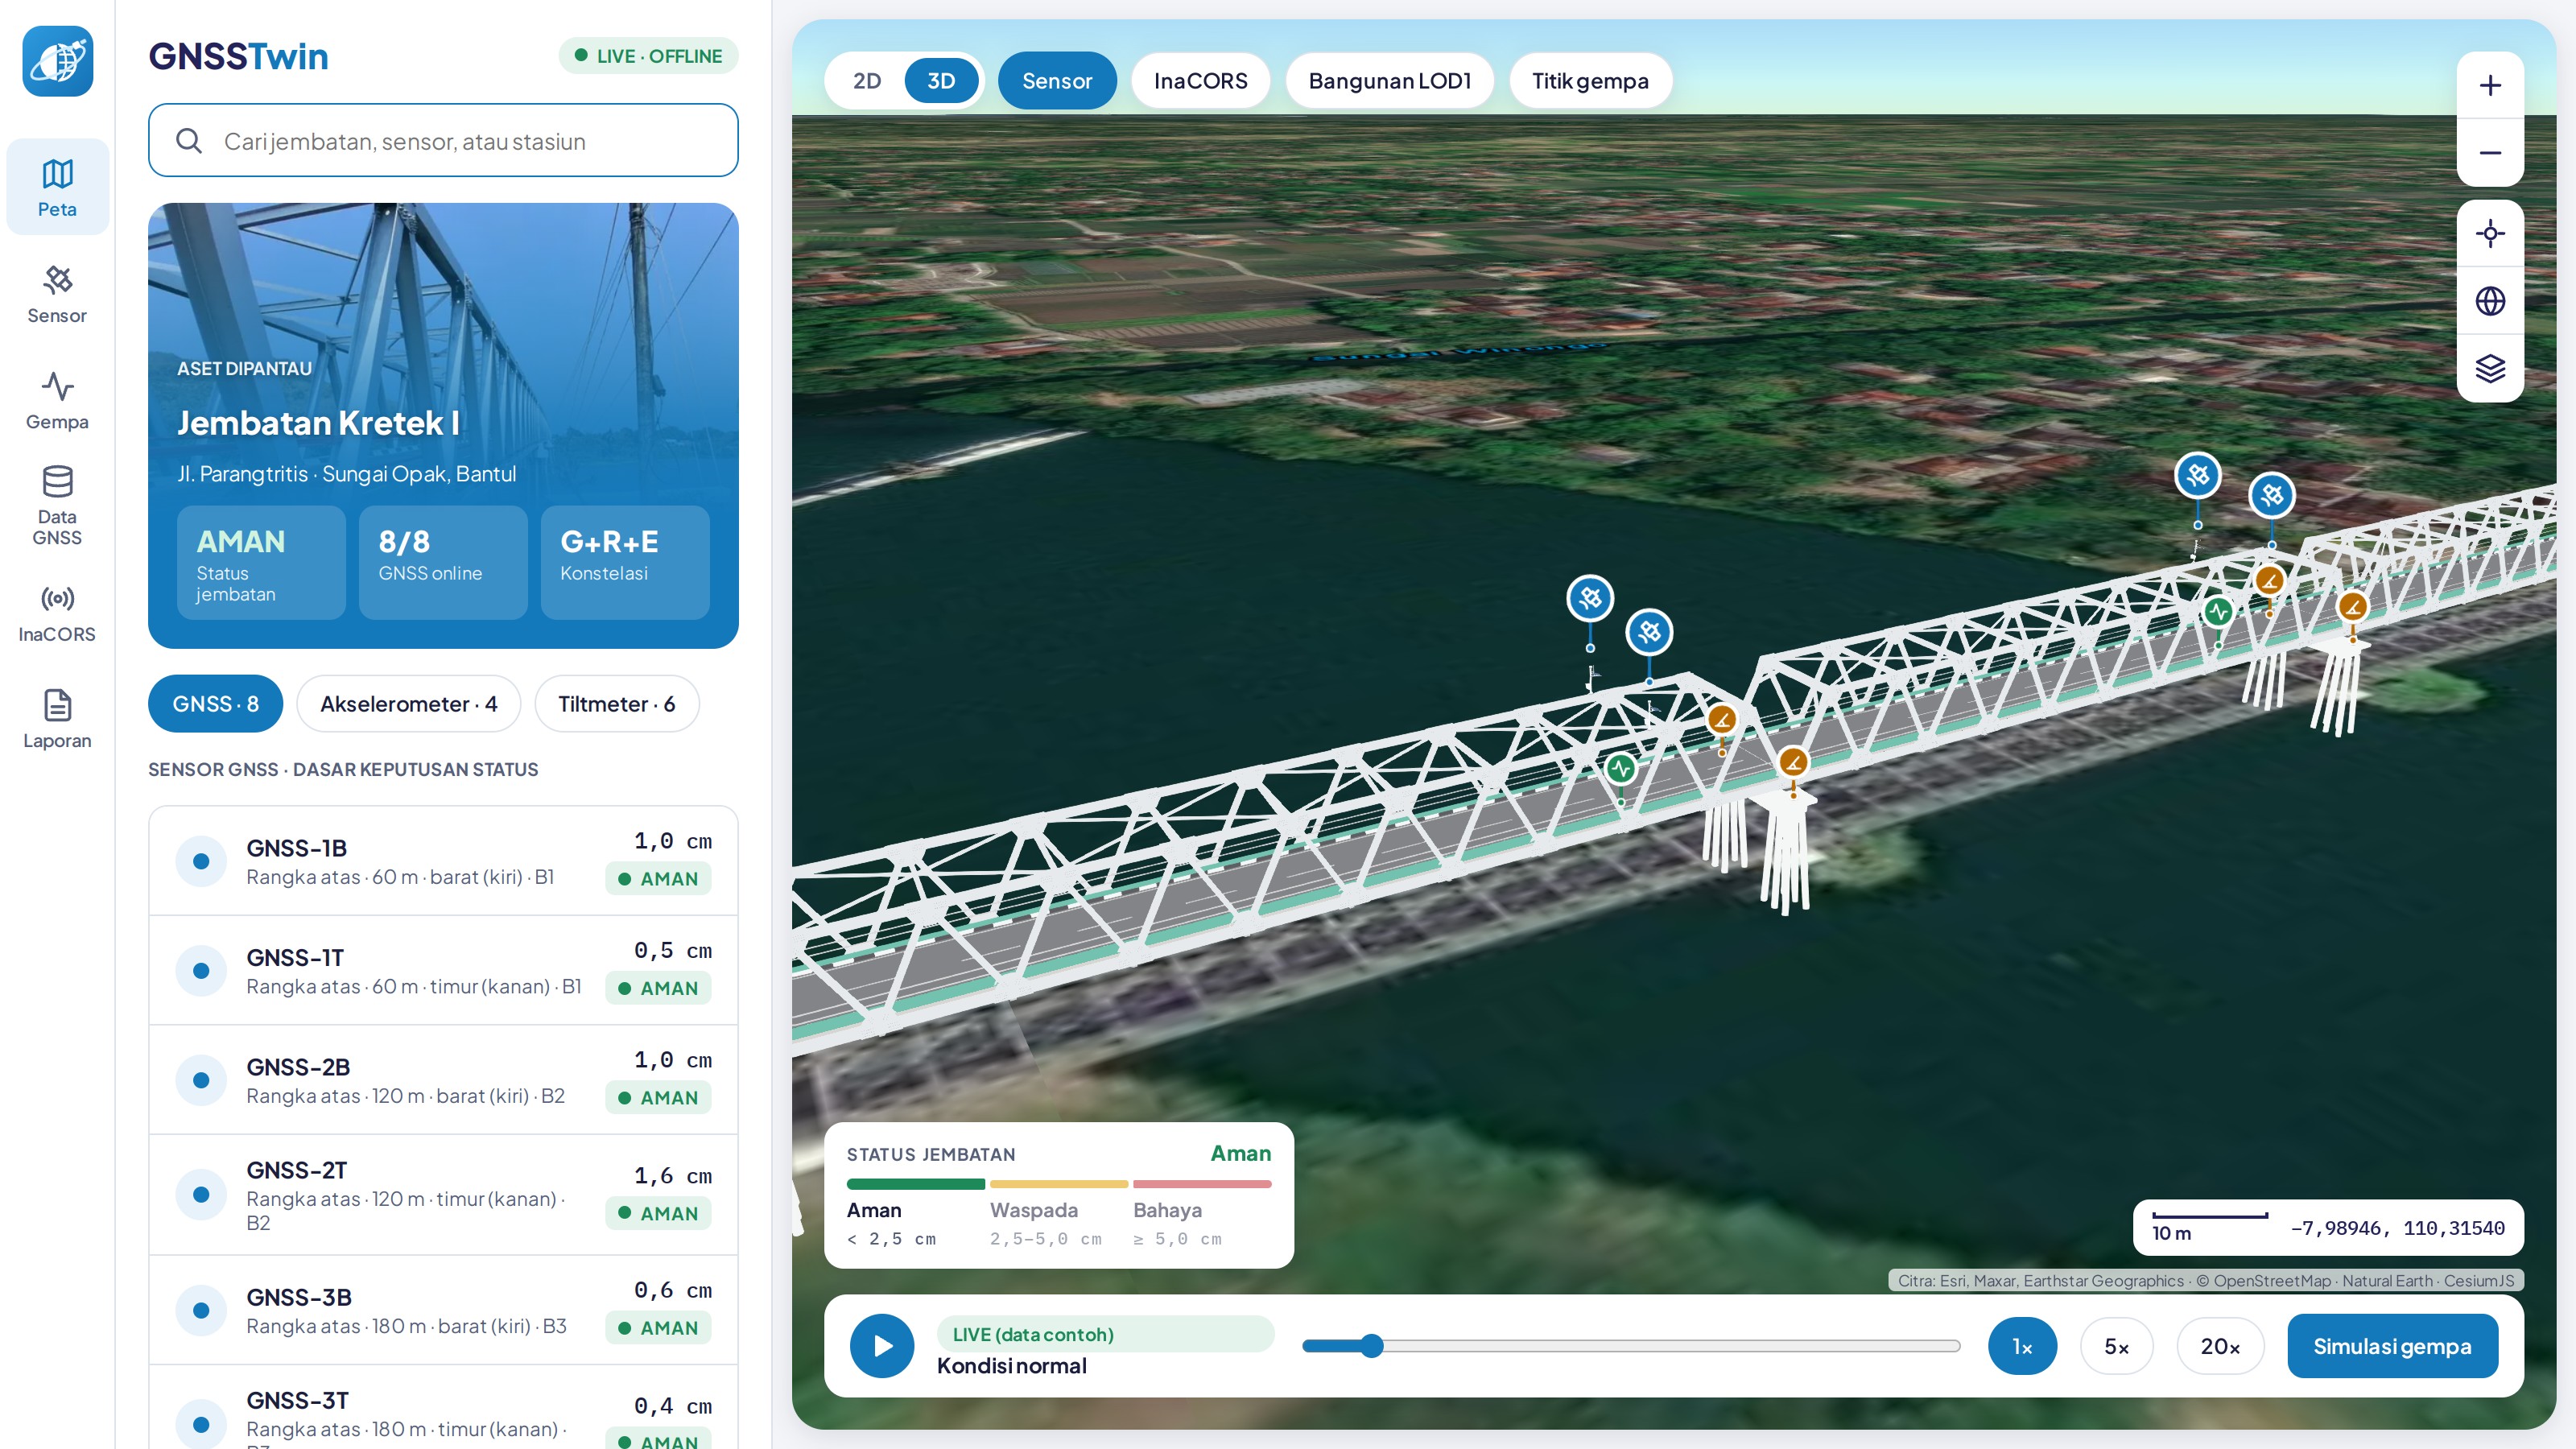 GNSSTwin
LIVE · OFFLINE
Cari jembatan, sensor, atau stasiun
Peta
Sensor
Gempa
Data
GNSS
InaCORS
Laporan
ASET DIPANTAU
Jembatan Kretek I
Jl. Parangtritis · Sungai Opak, Bantul
AMAN
Status
jembatan
8/8
GNSS online
G+R+E
Konstelasi
GNSS · 8
Akselerometer · 4
Tiltmeter · 6
SENSOR GNSS · DASAR KEPUTUSAN STATUS
GNSS-1B
Rangka atas · 60 m · barat (kiri) · B1
1,0 cm
AMAN
GNSS-1T
Rangka atas · 60 m · timur (kanan) · B1
0,5 cm
AMAN
GNSS-2B
Rangka atas · 120 m · barat (kiri) · B2
1,0 cm
AMAN
GNSS-2T
Rangka atas · 120 m · timur (kanan) ·
B2
1,6 cm
AMAN
GNSS-3B
Rangka atas · 180 m · barat (kiri) · B3
0,6 cm
AMAN
GNSS-3T
Rangka atas · 180 m · timur (kanan) ·
B3
0,4 cm
AMAN
2D
3D
Sensor
InaCORS
Bangunan LOD1
Titik gempa
Sungai Winongo
STATUS JEMBATAN
Aman
Aman
< 2,5 cm
Waspada
2,5–5,0 cm
Bahaya
≥ 5,0 cm
10 m
−7,98946, 110,31540
Citra: Esri, Maxar, Earthstar Geographics · © OpenStreetMap · Natural Earth · CesiumJS
LIVE (data contoh)
Kondisi normal
1×
5×
20×
Simulasi gempa